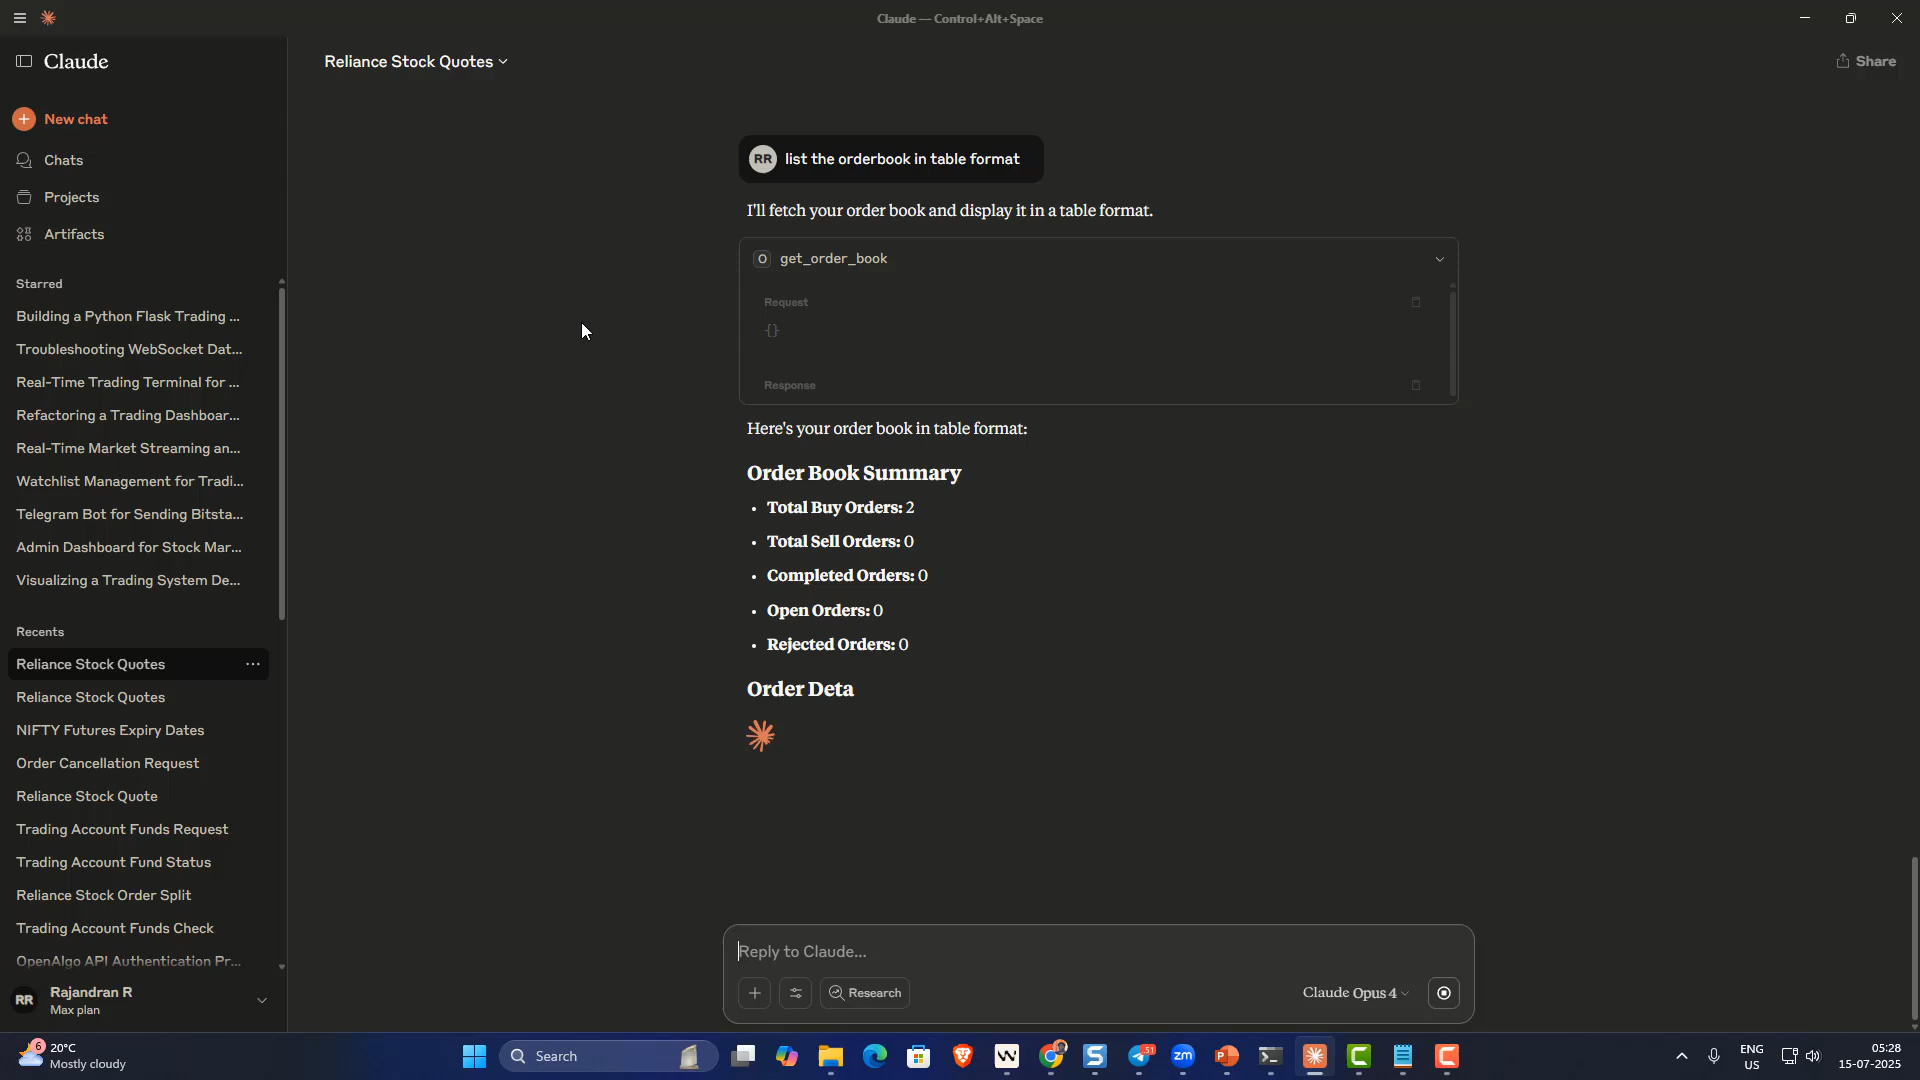 Claude — Control+Alt+Space
Claude
Reliance Stock Quotes
Share
New chat
Chats
Projects
Artifacts
Starred
Building a Python Flask Trading ...
Troubleshooting WebSocket Dat...
Real-Time Trading Terminal for ...
Refactoring a Trading Dashboar...
Real-Time Market Streaming an...
Watchlist Management for Tradi...
Telegram Bot for Sending Bitsta...
Admin Dashboard for Stock Mar...
Visualizing a Trading System De...
Recents
Reliance Stock Quotes
Reliance Stock Quotes
NIFTY Futures Expiry Dates
Order Cancellation Request
Reliance Stock Quote
Trading Account Funds Request
Trading Account Fund Status
Reliance Stock Order Split
Trading Account Funds Check
OpenAlgo API Authentication Pr...
RR
Rajandran R
Max plan
RR list the orderbook in table format
I'll fetch your order book and display it in a table format.
O get_order_book
Request
{}
Response
Here's your order book in table format:
Order Book Summary
• Total Buy Orders: 2
• Total Sell Orders: 0
• Completed Orders: 0
• Open Orders: 0
• Rejected Orders: 0
Order Deta
Reply to Claude...
Research
Claude Opus 4
6
20°C
Mostly cloudy
Search
51
zm
ENG
US
05:28
15-07-2025